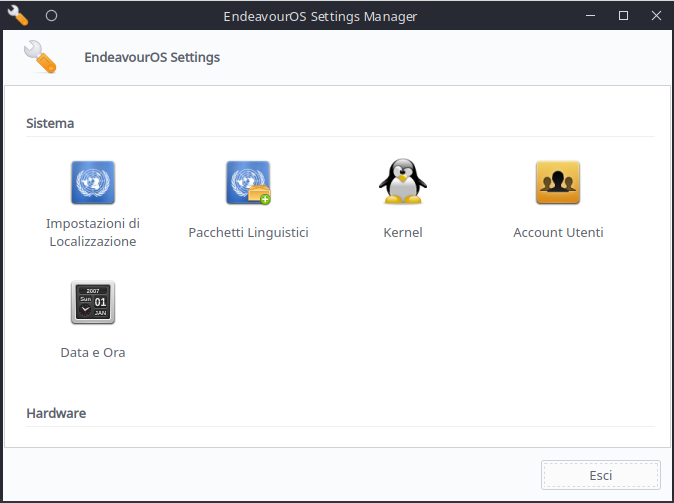 EndeavourOS Settings Manager
EndeavourOS Settings
Sistema
Impostazioni di
Localizzazione
Pacchetti Linguistici
Kernel
Account Utenti
2007
Sun
01
JAN
Data e Ora
Hardware
Esci